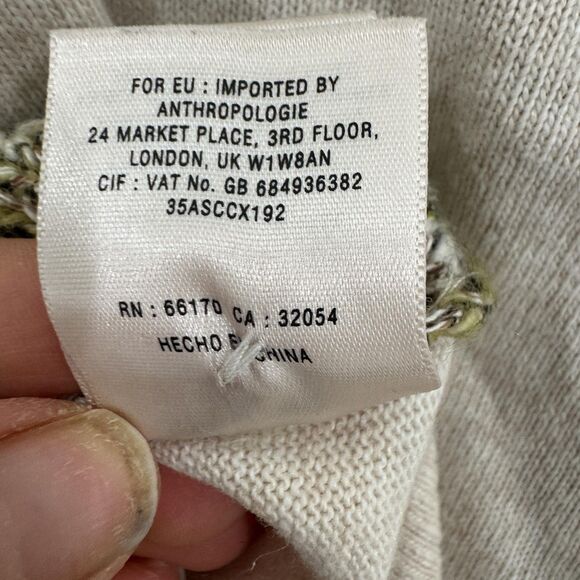 FOR EU : IMPORTED BY
ANTHROPOLOGIE
24 MARKET PLACE, 3RD FLOOR,
LONDON, UK W1W8AN
CIF : VAT No. GB 684936382
35ASCCX192
RN : 66170 CA : 32054
HECHO CHINA